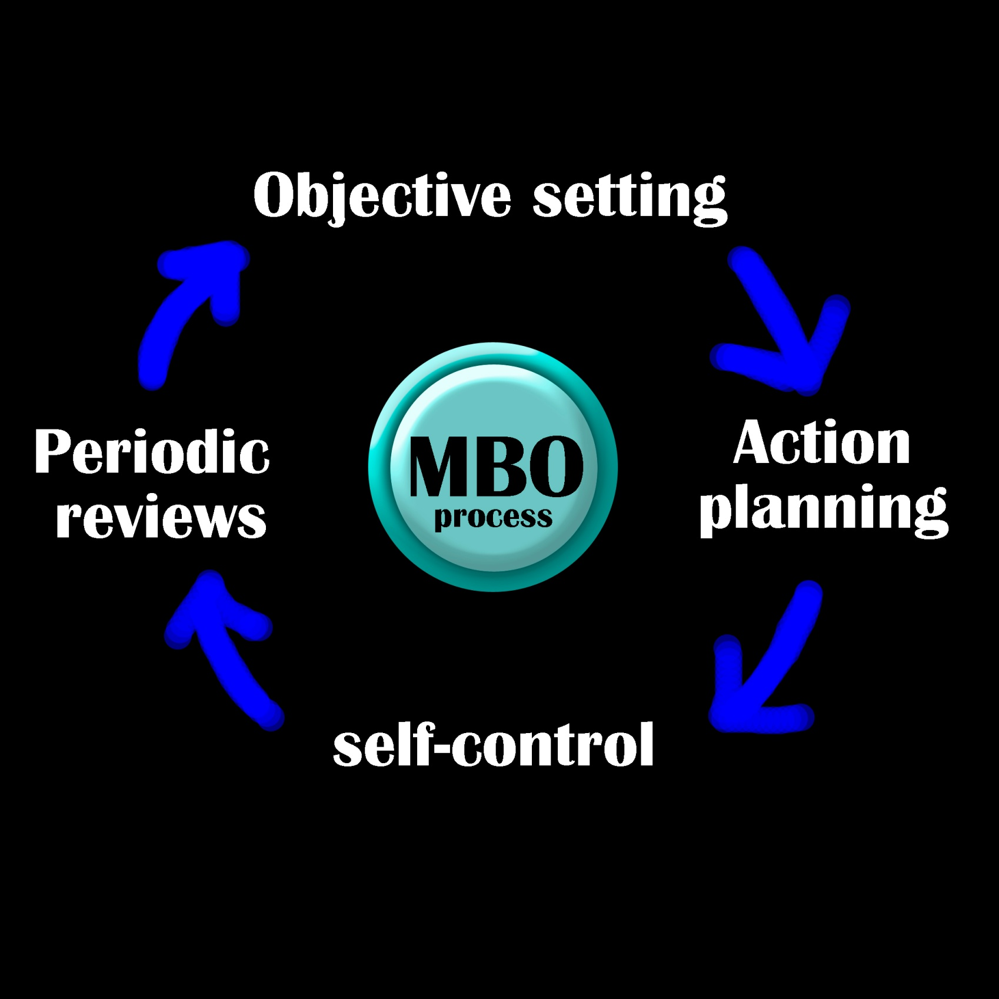 Objective setting
Periodic
reviews
MBO
process
Action
planning
self-control